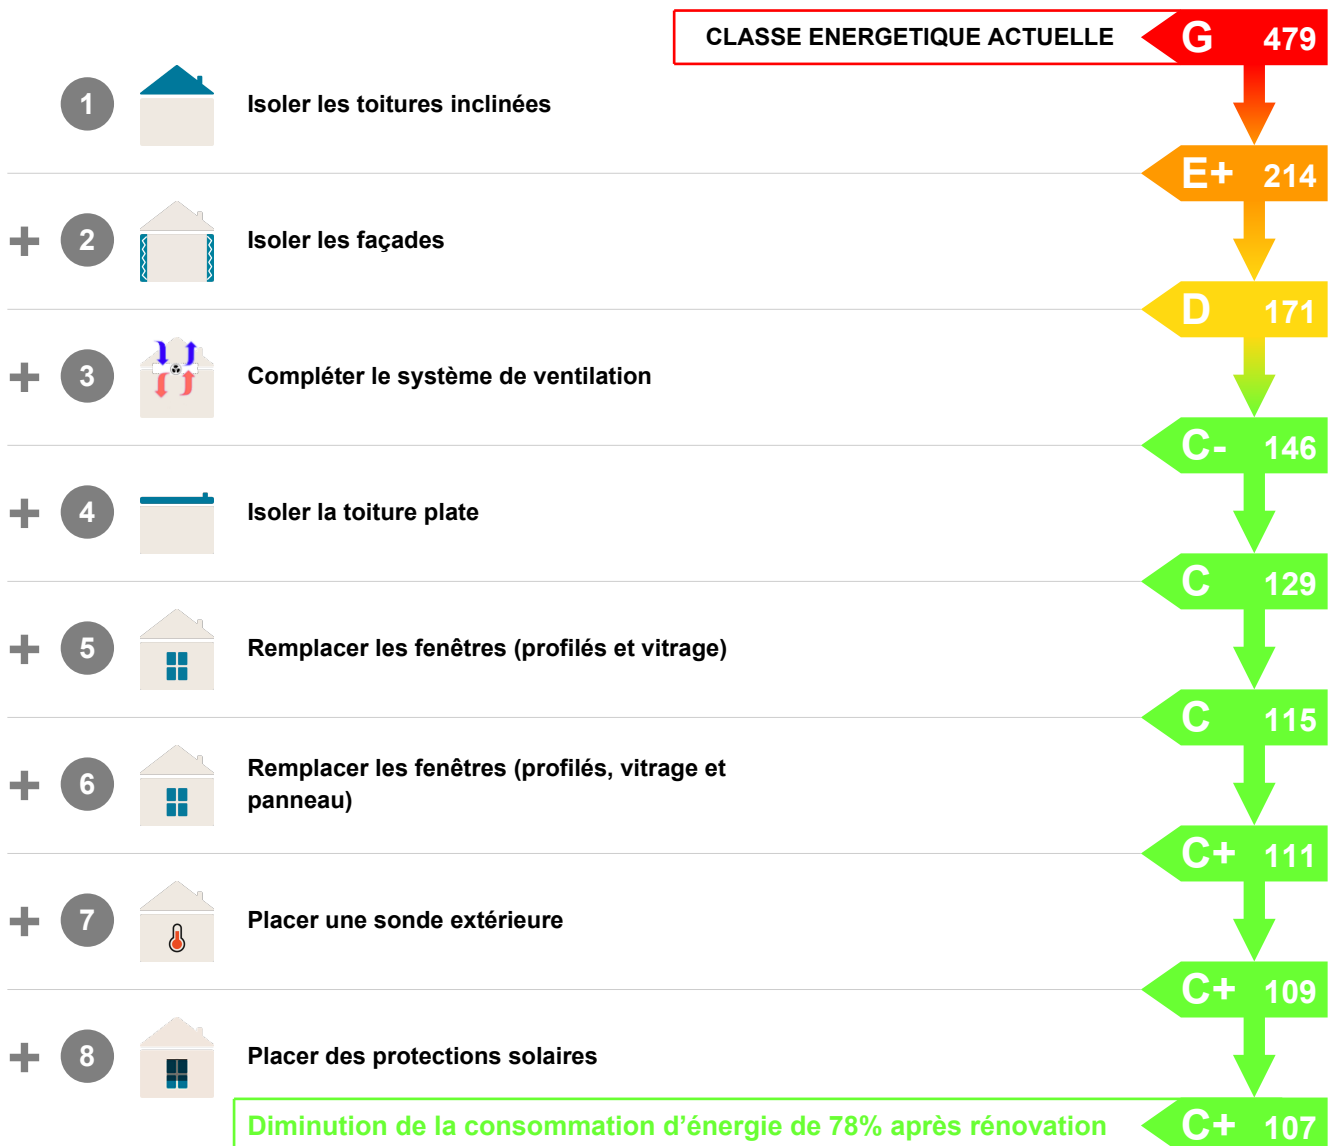 CLASSE ENERGETIQUE ACTUELLE G 479
1 Isoler les toitures inclinées
E+ 214
+ 2 Isoler les façades
D 171
+ 3 Compléter le système de ventilation
C- 146
+ 4 Isoler la toiture plate
C 129
+ 5 Remplacer les fenêtres (profilés et vitrage)
C 115
+ 6 Remplacer les fenêtres (profilés, vitrage et
panneau)
C+ 111
+ 7 Placer une sonde extérieure
C+ 109
+ 8 Placer des protections solaires
Diminution de la consommation d’énergie de 78% après rénovation C+ 107